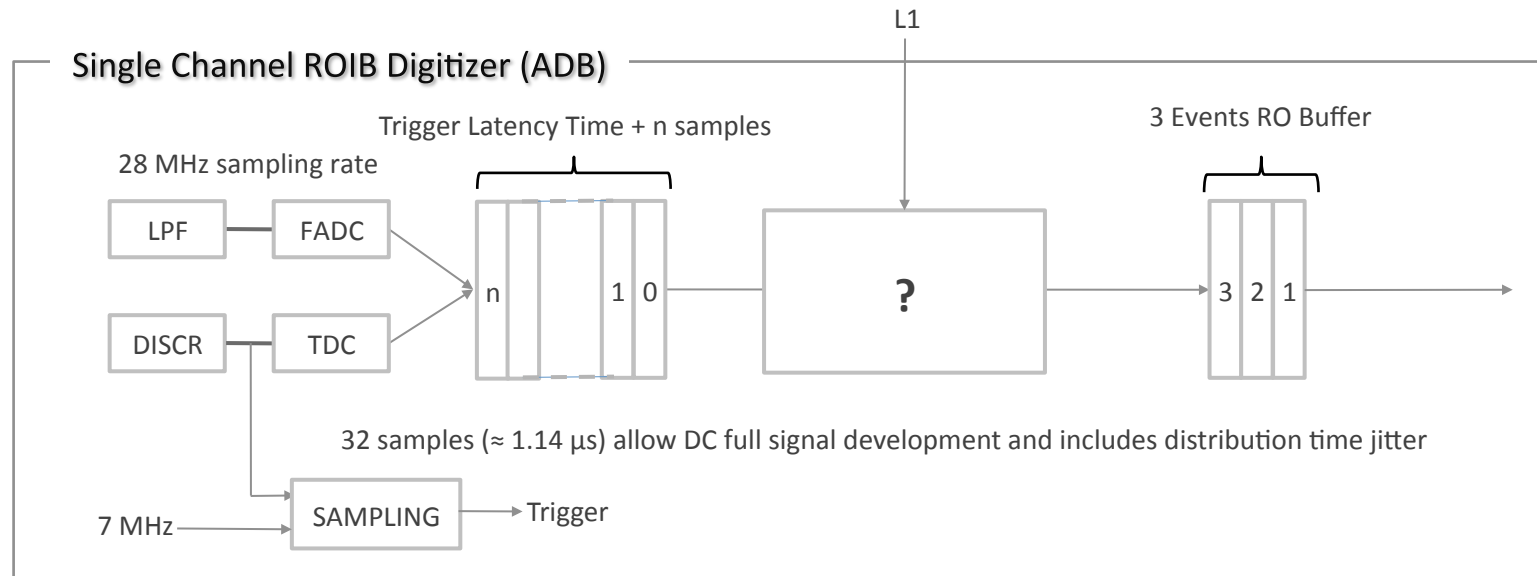 L1
Single Channel ROIB Digitizer (ADB)
Trigger Latency Time + n samples
3 Events RO Buffer
28 MHz sampling rate
LPF
FADC
n
1
0
?
3
2
1
DISCR
TDC
32 samples (≈ 1.14 µs) allow DC full signal development and includes distribution time jitter
SAMPLING
Trigger
7 MHz